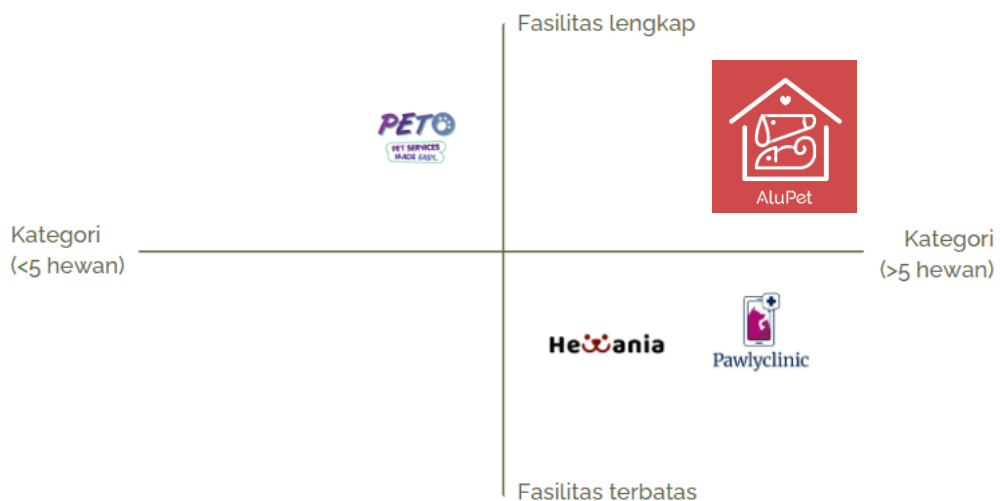 Fasilitas lengkap
PETO
PET SERVICES
MADE EASY.
AluPet
Kategori
(<5 hewan)
Kategori
(>5 hewan)
Hewania
Pawlyclinic
Fasilitas terbatas